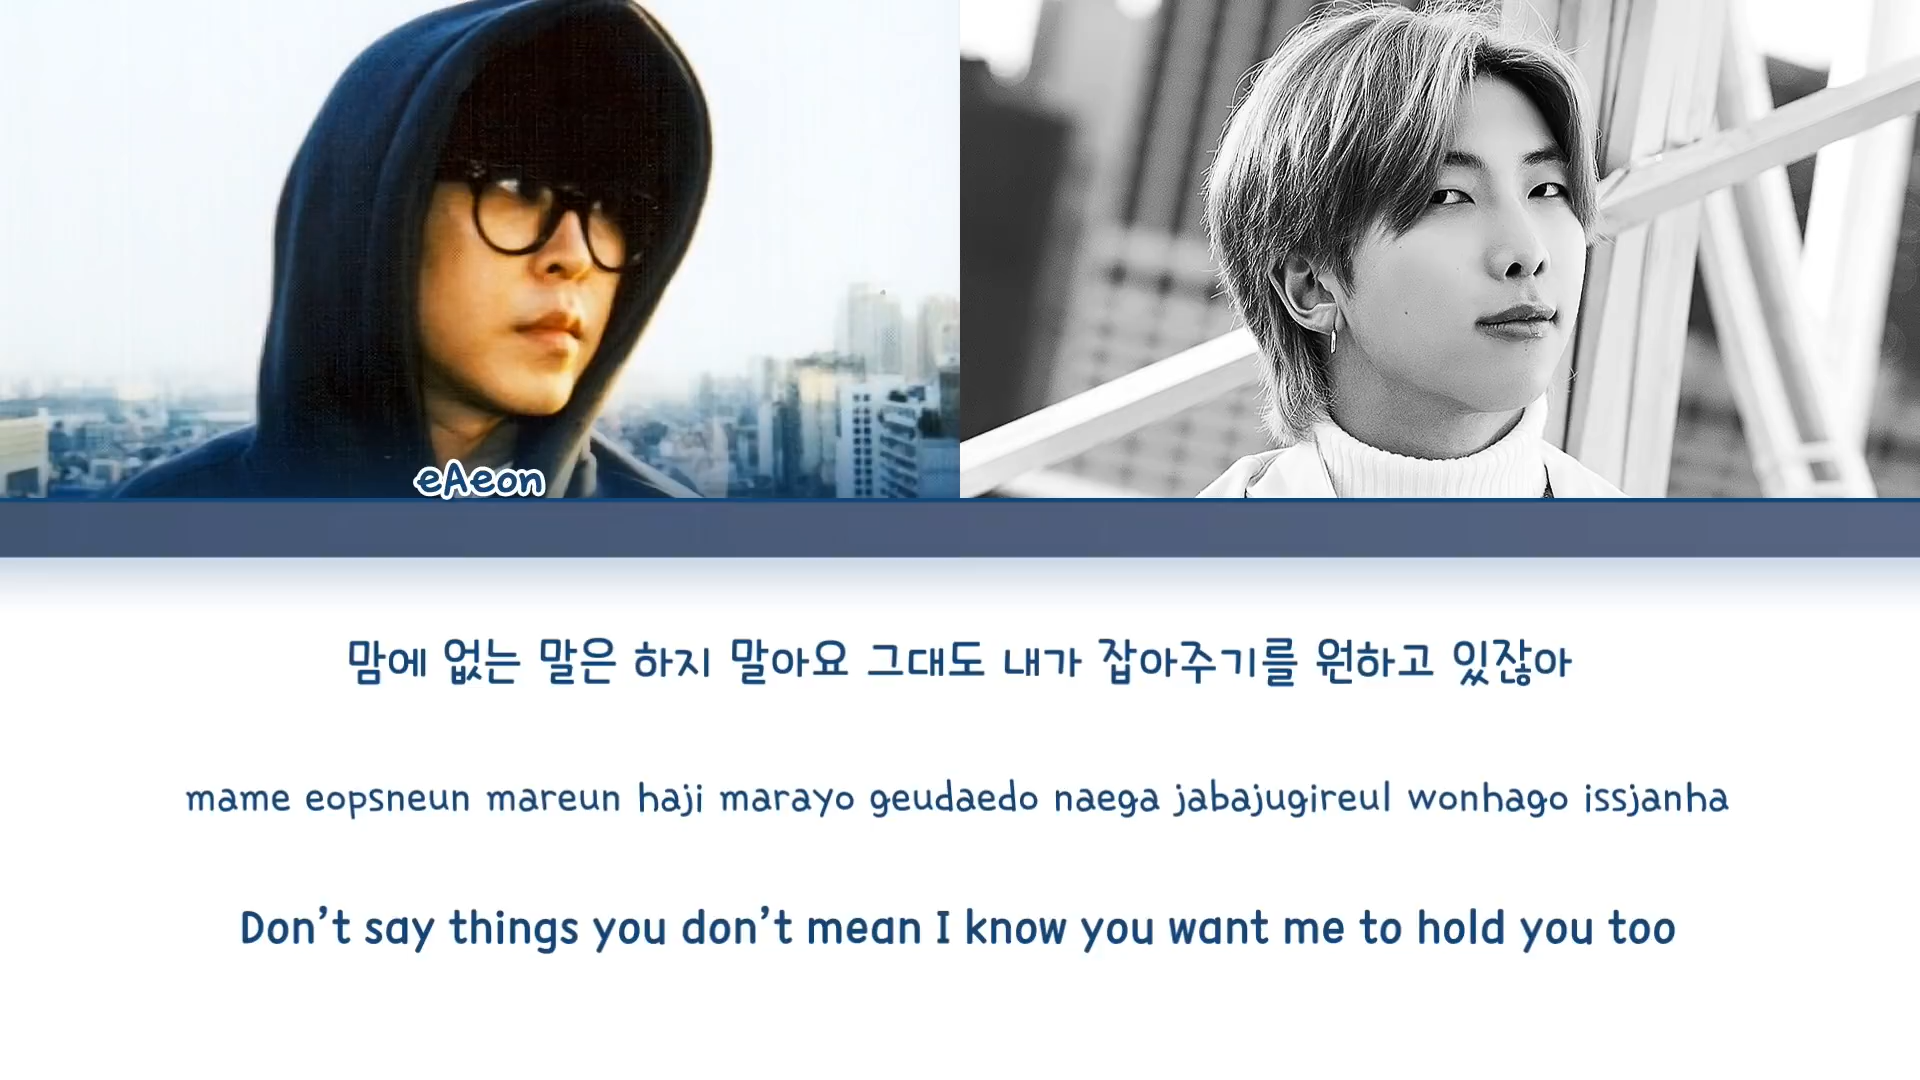 eAeon
맘에 없는 말은 하지 말아요 그대도 내가 잡아주기를 원하고 있잖아
mame eopsneun mareun haji marayo geudaedo naega jabajugireul wonhago issjanha
Don't say things you don't mean I know you want me to hold you too